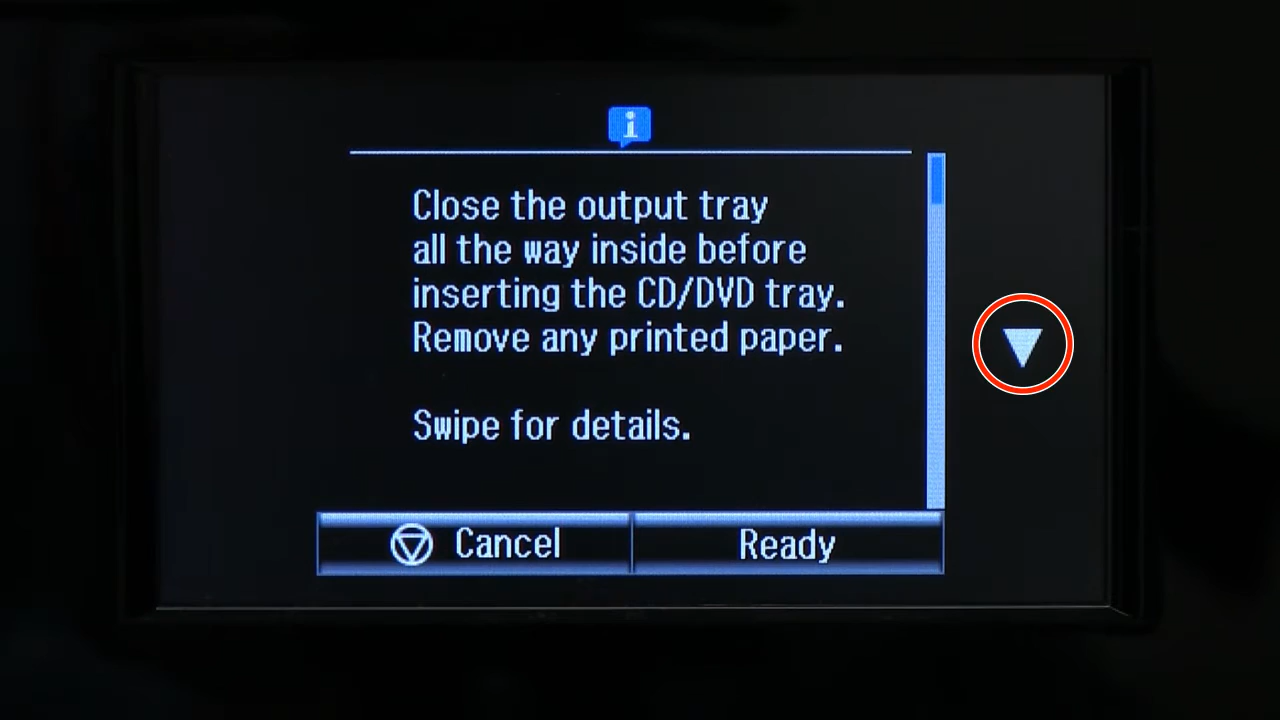 i
Close the output tray
all the way inside before
inserting the CD/DVD tray.
Remove any printed paper.
Swipe for details.
Cancel
Ready